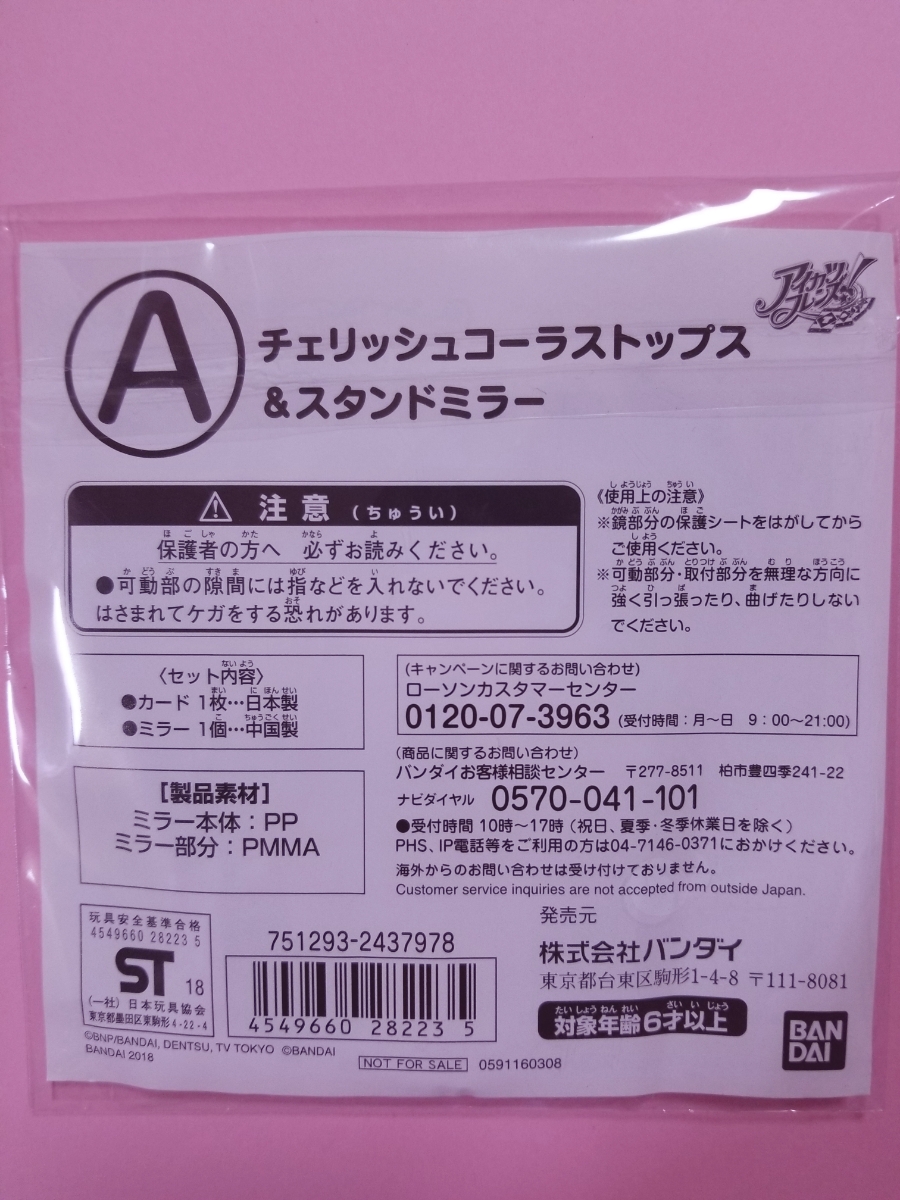 A
アイカツフレンズ!
チェリッシュコーラストップス
&スタンドミラー
注意(ちゅうい)
保護者の方へ 必ずお読みください。
●可動部の隙間には指などを入れないでください。
はさまれてケガをする恐れがあります。
《使用上の注意》
※鏡部分の保護シートをはがしてから
ご使用ください。
※可動部分・取付部分を無理な方向に
強く引っ張ったり、曲げたりしない
でください。
〈セット内容〉
●カード 1枚…日本製
●ミラー 1個…中国製
【製品素材】
ミラー本体:PP
ミラー部分:PMMA
(キャンペーンに関するお問い合わせ)
ローソンカスタマーセンター
0120-07-3963 (受付時間:月〜日 9:00〜21:00)
(商品に関するお問い合わせ)
バンダイお客様相談センター 〒277-8511 柏市豊四季241-22
ナビダイヤル 0570-041-101
●受付時間 10時〜17時(祝日、夏季・冬季休業日を除く)
PHS、IP電話等をご利用の方は04-7146-0371におかけください。
海外からのお問い合わせは受け付けておりません。
Customer service inquiries are not accepted from outside Japan.
玩具安全基準合格
4549660 28223 5
ST 18
(一社)日本玩具協会
東京都墨田区東駒形4-22-4
751293-2437978
4549660 282235
発売元
株式会社バンダイ
東京都台東区駒形1-4-8 〒111-8081
対象年齢6才以上
BAN
DAI
©BNP/BANDAI, DENTSU, TV TOKYO ©BANDAI
BANDAI 2018
NOT FOR SALE 0591160308